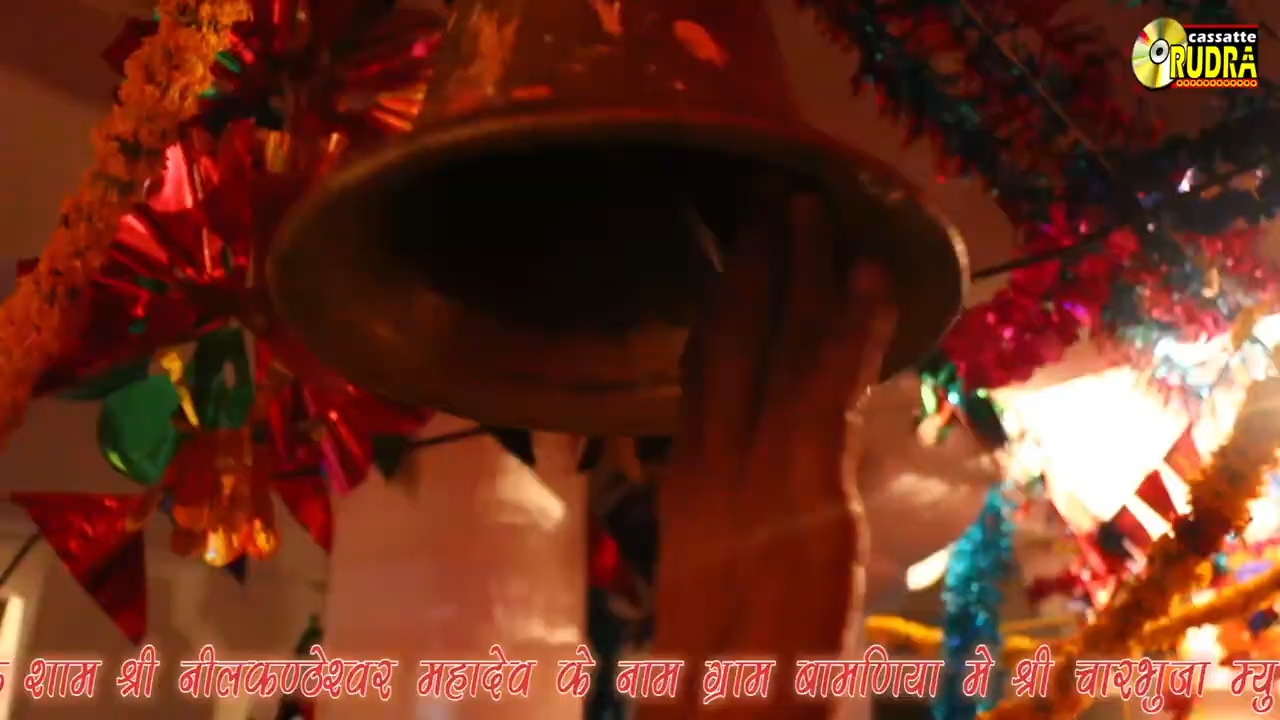 cassatte
RUDRA
शाम श्री नीलकण्ठेश्वर महादेव के नाम ग्राम बामणिया मे श्री चारभुजा म्यु